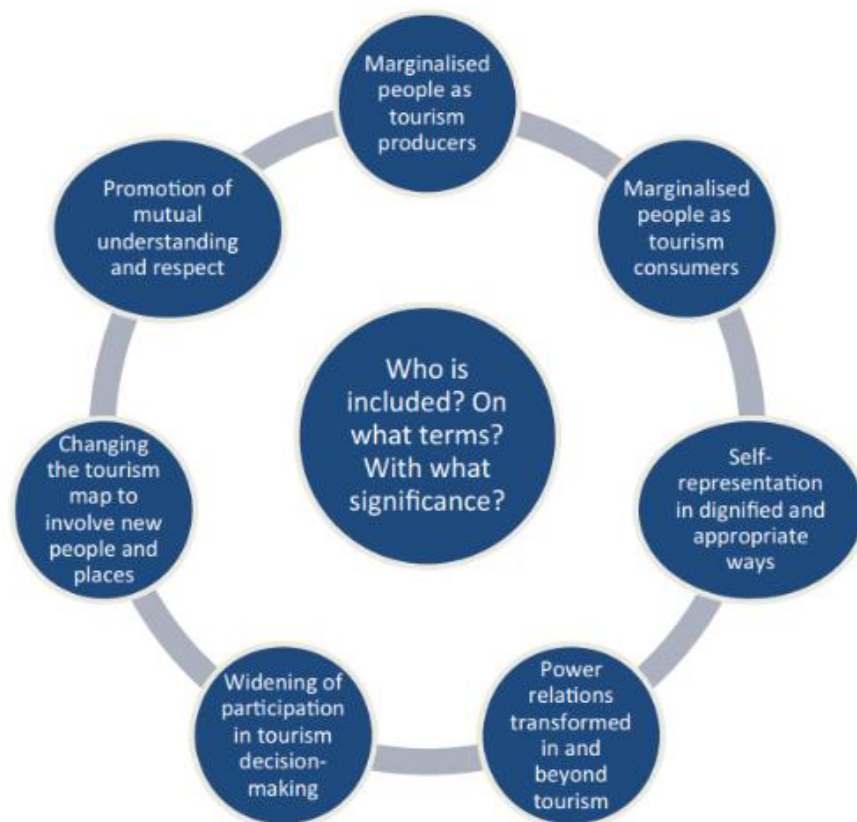 Marginalised
people as
tourism
producers
Marginalised
people as
tourism
consumers
Self-
representation
in dignified and
appropriate
ways
Power
relations
transformed
in and
beyond
tourism
Widening of
participation
in tourism
decision-
making
Changing
the tourism
map to
involve new
people and
places
Promotion of
mutual
understanding
and respect
Who is
included? On
what terms?
With what
significance?